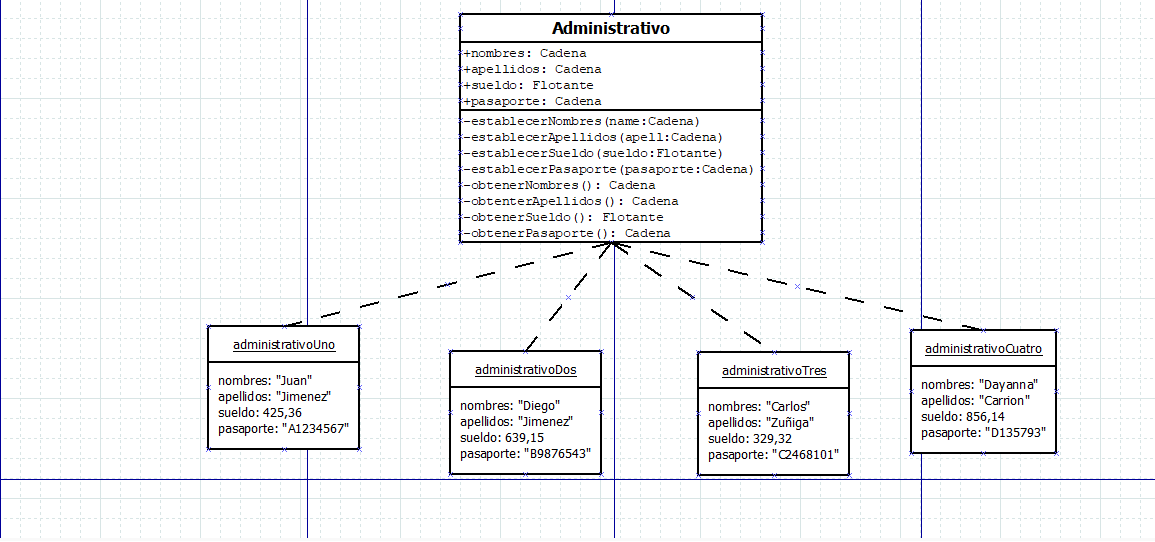 Administrativo
+nombres: Cadena
+apellidos: Cadena
+sueldo: Flotante
+pasaporte: Cadena
-establecerNombres(name:Cadena)
-establecerApellidos(apell:Cadena)
-establecerSueldo(sueldo:Flotante)
-establecerPasaporte(pasaporte:Cadena)
-obtenerNombres(): Cadena
-obtenterApellidos(): Cadena
-obtenerSueldo(): Flotante
-obtenerPasaporte(): Cadena
administrativoUno
nombres: "Juan"
apellidos: "Jimenez"
sueldo: 425,36
pasaporte: "A1234567"
administrativoDos
nombres: "Diego"
apellidos: "Jimenez"
sueldo: 639,15
pasaporte: "B9876543"
administrativoTres
nombres: "Carlos"
apellidos: "Zuñiga"
sueldo: 329,32
pasaporte: "C2468101"
administrativoCuatro
nombres: "Dayanna"
apellidos: "Carrion"
sueldo: 856,14
pasaporte: "D135793"